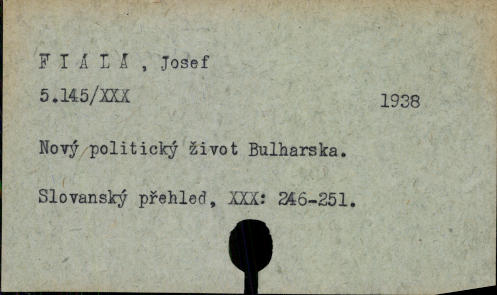 F I A L A , Josef
5.145/XXX 1938
Nový politický život Bulharska.
Slovanský přehled, XXX: 246-251.